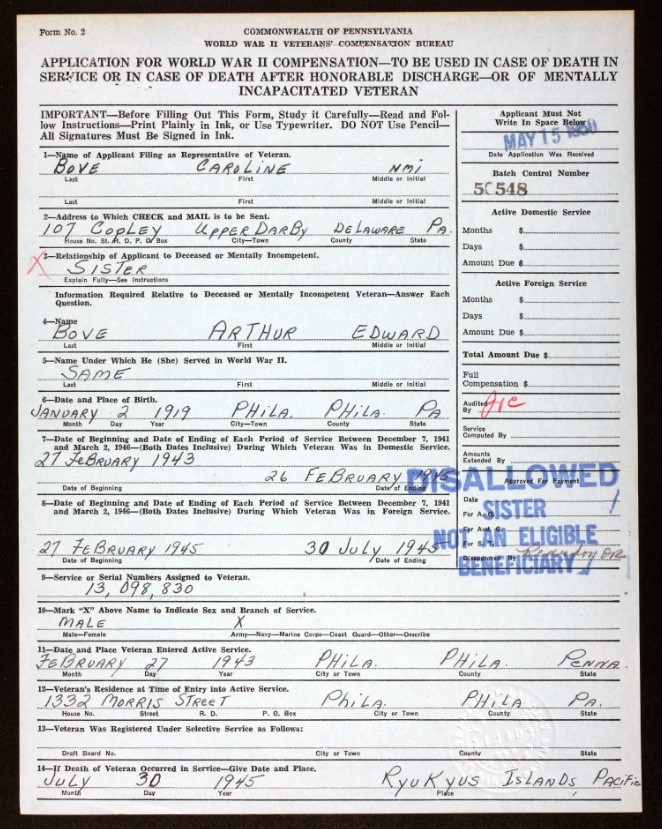 Form No. 2
COMMONWEALTH OF PENNSYLVANIA
WORLD WAR II VETERANS' COMPENSATION BUREAU
APPLICATION FOR WORLD WAR II COMPENSATION—TO BE USED IN CASE OF DEATH IN
SERVICE OR IN CASE OF DEATH AFTER HONORABLE DISCHARGE—OR OF MENTALLY
INCAPACITATED VETERAN
IMPORTANT—Before Filling Out This Form, Study it Carefully—Read and Fol-
low Instructions—Print Plainly in Ink, or Use Typewriter. DO NOT Use Pencil—
All Signatures Must Be Signed in Ink.
1—Name of Applicant Filing as Representative of Veteran.
BOVE CAROLINE NMI
Last First Middle or Initial
Last First Middle or Initial
2—Address to Which CHECK and MAIL is to be Sent.
107 COPLEY UPPER DARBY DELAWARE PA.
House No. St. R. D. P. O. Box City—Town County State
3—Relationship of Applicant to Deceased or Mentally Incompetent.
X SISTER
Explain Fully—See Instructions
Information Required Relative to Deceased or Mentally Incompetent Veteran—Answer Each
Question.
4—Name
BOVE ARTHUR EDWARD
Last First Middle or Initial
5—Name Under Which He (She) Served in World War II.
SAME
Last First Middle or Initial
6—Date and Place of Birth.
JANUARY 2 1919 PHILA. PHILA. PA
Month Day Year City—Town County State
7—Date of Beginning and Date of Ending of Each Period of Service Between December 7, 1941
and March 2, 1946—(Both Dates Inclusive) During Which Veteran Was in Domestic Service.
27 FEBRUARY 1943
26 FEBRUARY 1945
Date of Beginning Date of Ending
8—Date of Beginning and Date of Ending of Each Period of Service Between December 7, 1941
and March 2, 1946—(Both Dates Inclusive) During Which Veteran Was in Foreign Service.
27 FEBRUARY 1945 30 JULY 1945
Date of Beginning Date of Ending
9—Service or Serial Numbers Assigned to Veteran.
13,098,830
10—Mark "X" Above Name to Indicate Sex and Branch of Service.
MALE X
Male—Female Army—Navy—Marine Corps—Coast Guard—Other—Describe
11—Date and Place Veteran Entered Active Service.
FEBRUARY 27 1943 PHILA. PHILA. PENNA.
Month Day Year City or Town County State
12—Veteran's Residence at Time of Entry into Active Service.
1332 MORRIS STREET PHILA. PHILA PA.
House No. Street R. D. P. O. Box City or Town County State
13—Veteran Was Registered Under Selective Service as Follows:
Draft Board No. City or Town County State
14—If Death of Veteran Occurred in Service—Give Date and Place.
JULY 30 1945 RYUKYUS ISLANDS, PACIFIC
Month Day Year Place
Applicant Must Not
Write In Space Below
MAY 15 1950
Date Application Was Received
Batch Control Number
50548
Active Domestic Service
Months $
Days $
Amount Due $
Active Foreign Service
Months $
Days $
Amount Due $
Total Amount Due $
Full
Compensation $
Audited
By
Service
Computed By
Amounts
Extended By
Approved For Payment
Date
For A. G.
For Aud. G.
For S. T.
Disapproved By
DISALLOWED
SISTER
NOT AN ELIGIBLE
BENEFICIARY